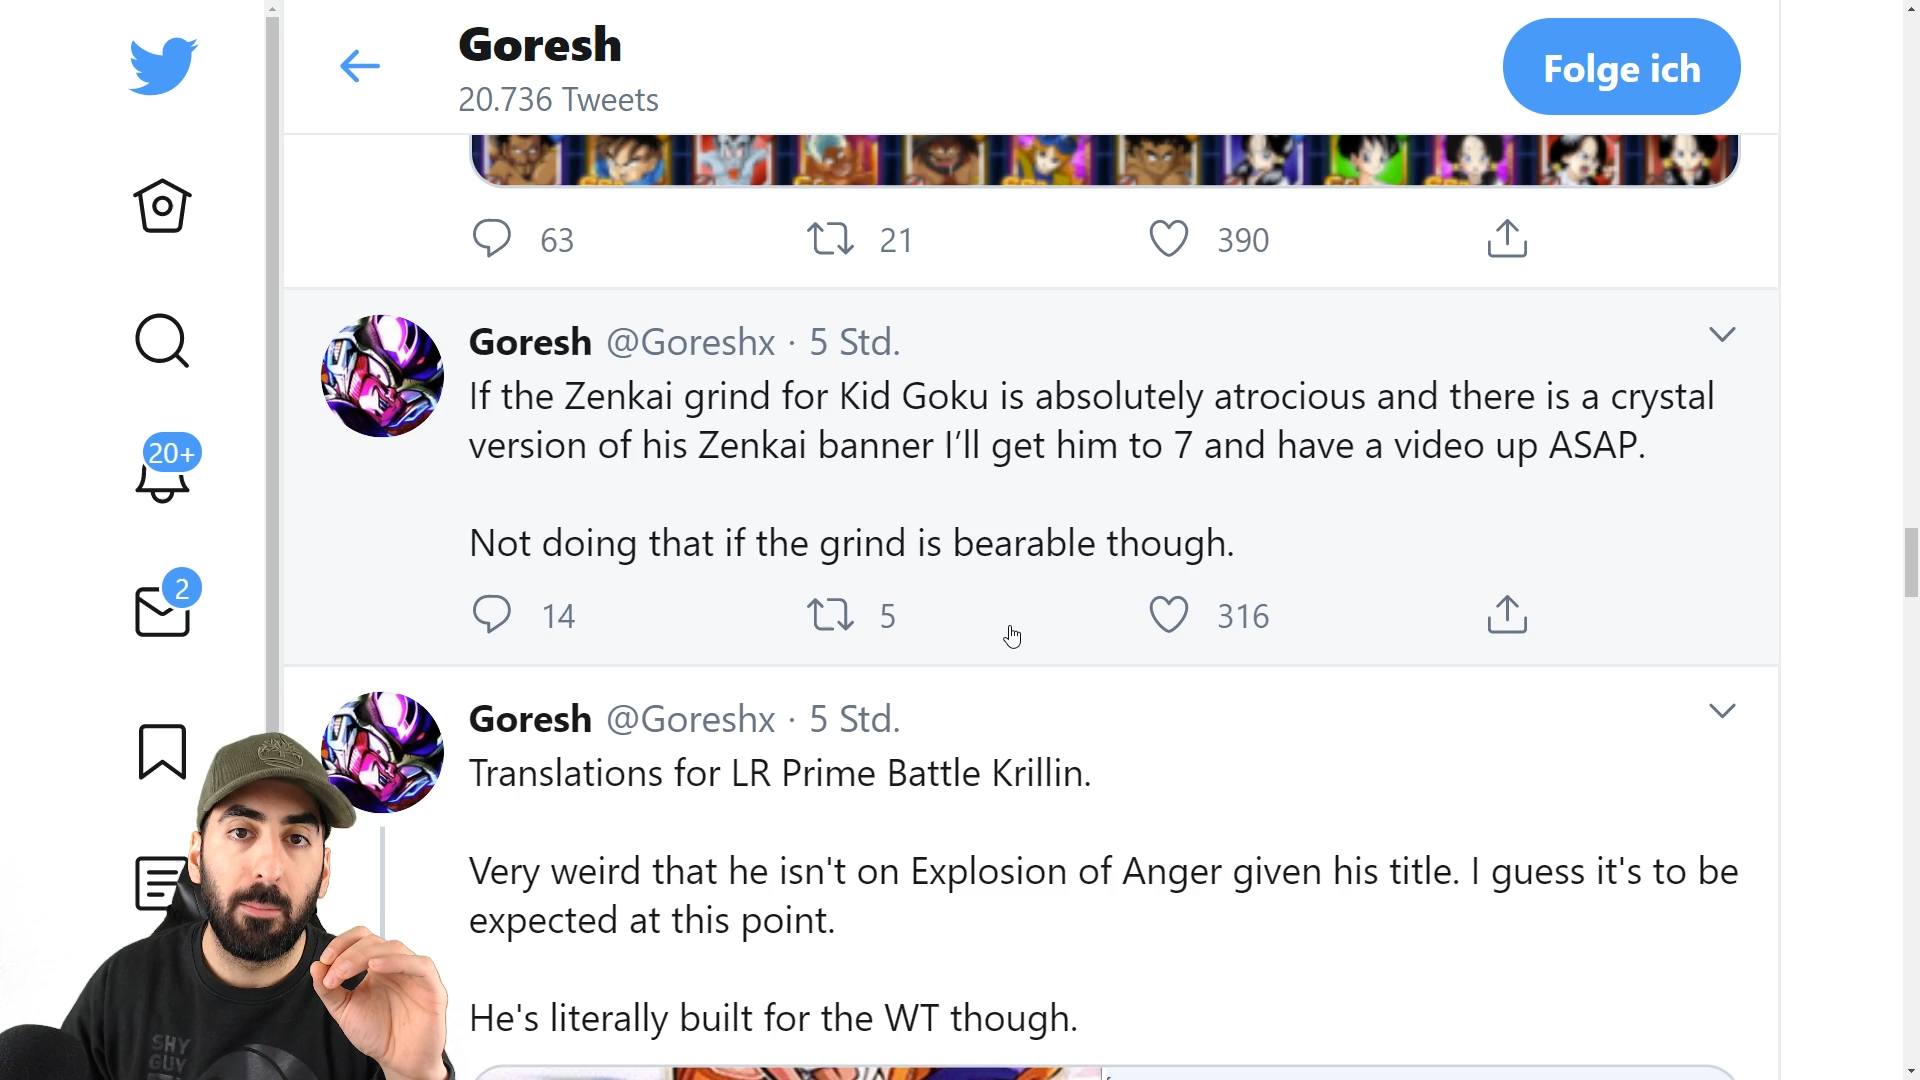 Goresh
20.736 Tweets
Folge ich
63
21
390
Goresh @Goreshx · 5 Std.
If the Zenkai grind for Kid Goku is absolutely atrocious and there is a crystal
version of his Zenkai banner I’ll get him to 7 and have a video up ASAP.
Not doing that if the grind is bearable though.
14
5
316
20+
2
Goresh @Goreshx · 5 Std.
Translations for LR Prime Battle Krillin.
Very weird that he isn't on Explosion of Anger given his title. I guess it's to be
expected at this point.
He's literally built for the WT though.
SHY
GUY